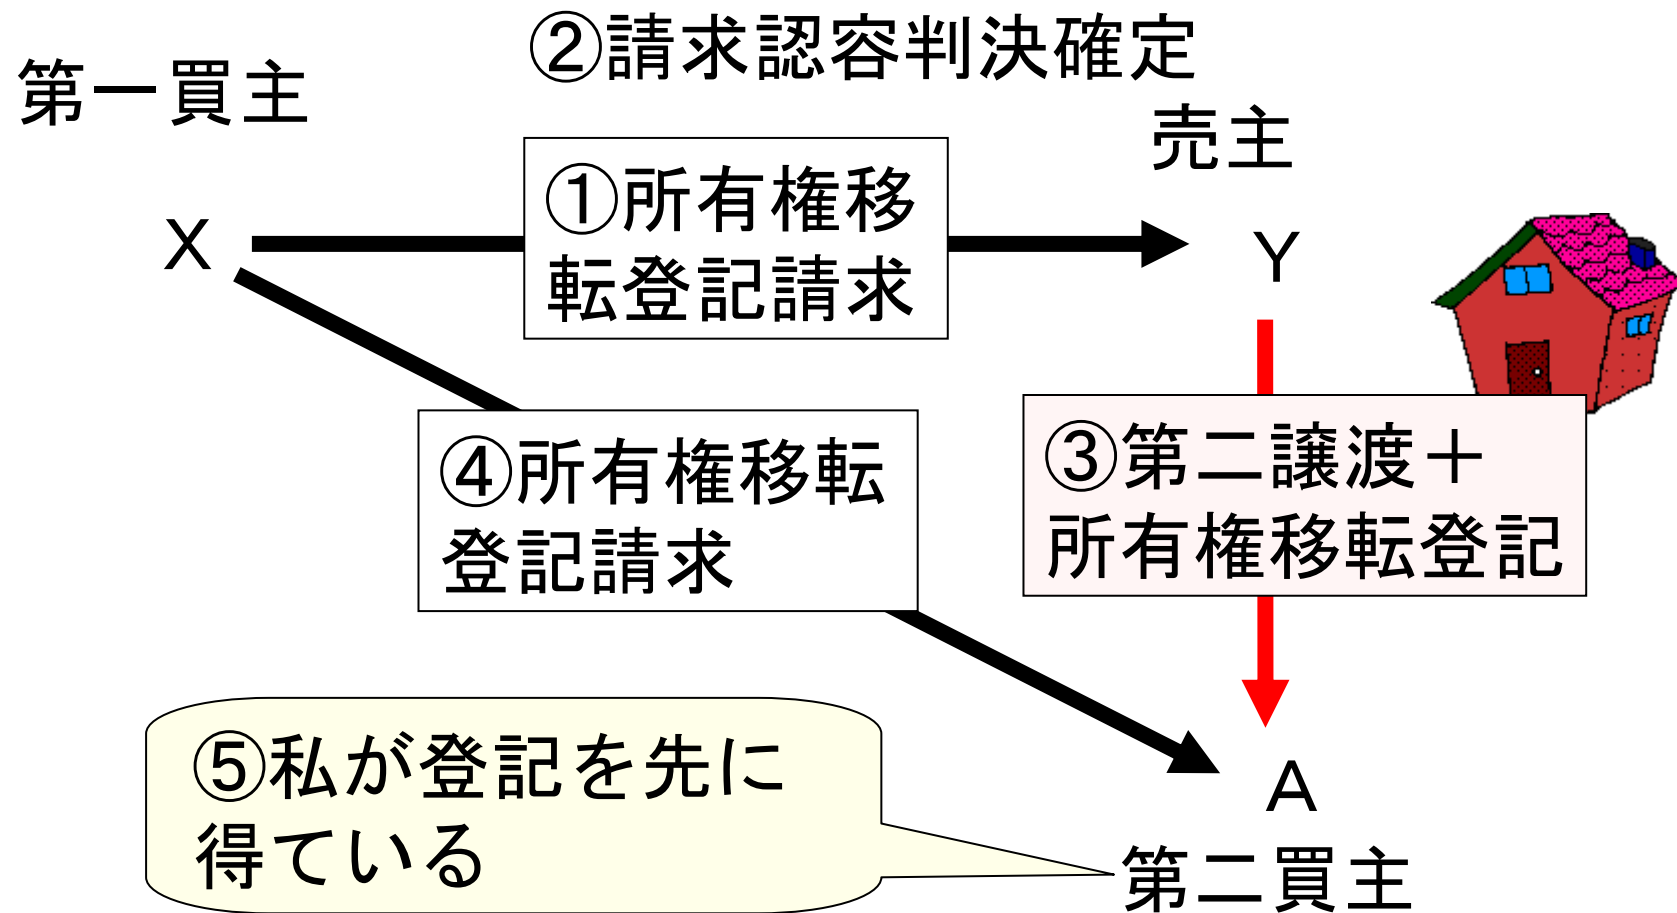 ②請求認容判決確定
第一買主
売主
①所有権移
転登記請求
X
Y
③第二譲渡＋
所有権移転登記
④所有権移転
登記請求
⑤私が登記を先に
得ている
A
第二買主